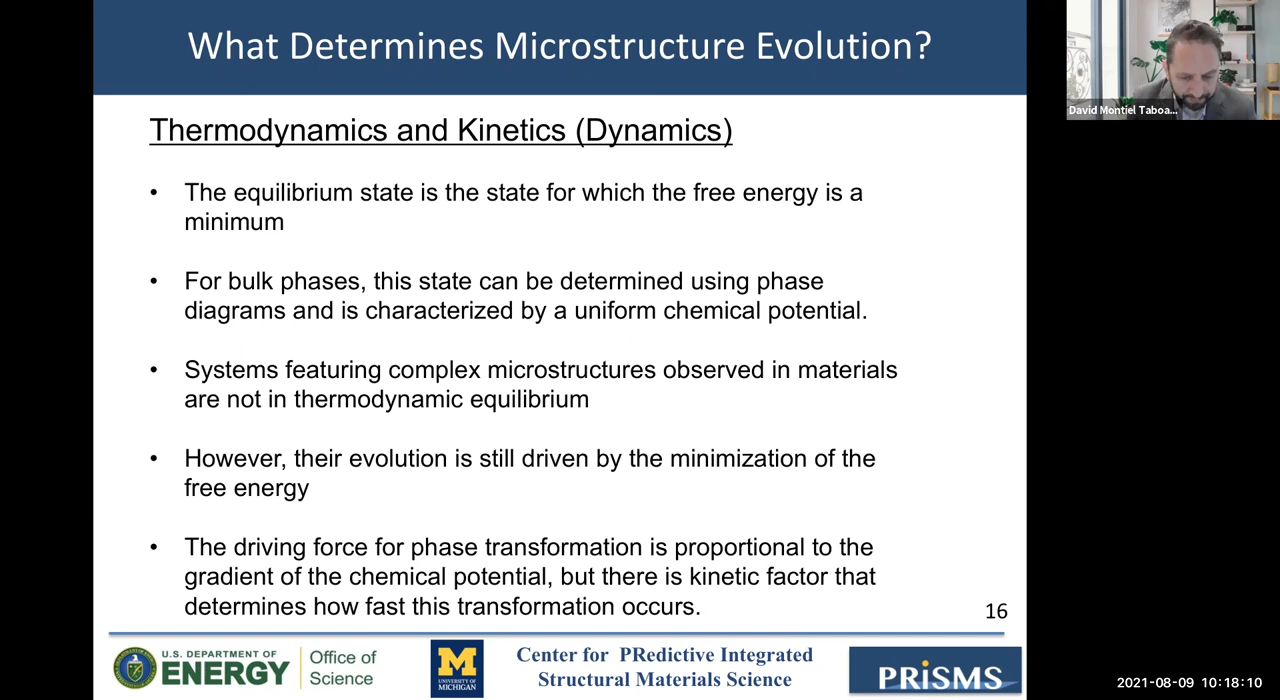 What Determines Microstructure Evolution?
Thermodynamics and Kinetics (Dynamics)
• The equilibrium state is the state for which the free energy is a
minimum
• For bulk phases, this state can be determined using phase
diagrams and is characterized by a uniform chemical potential.
• Systems featuring complex microstructures observed in materials
are not in thermodynamic equilibrium
• However, their evolution is still driven by the minimization of the
free energy
• The driving force for phase transformation is proportional to the
gradient of the chemical potential, but there is kinetic factor that
determines how fast this transformation occurs.
16
U.S. DEPARTMENT OF
ENERGY
Office of
Science
M
UNIVERSITY OF
MICHIGAN
Center for PRedictive Integrated
Structural Materials Science
PRiSMS
David Montiel Taboa...
2021-08-09 10:18:10